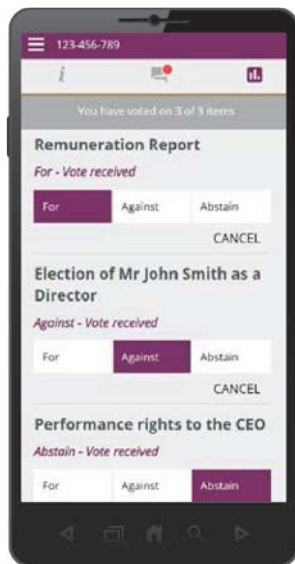 123-456-789
i
You have voted on 3 of 3 items
Remuneration Report
For - Vote received
For Against Abstain
CANCEL
Election of Mr John Smith as a
Director
Against - Vote received
For Against Abstain
CANCEL
Performance rights to the CEO
Abstain - Vote received
For Against Abstain